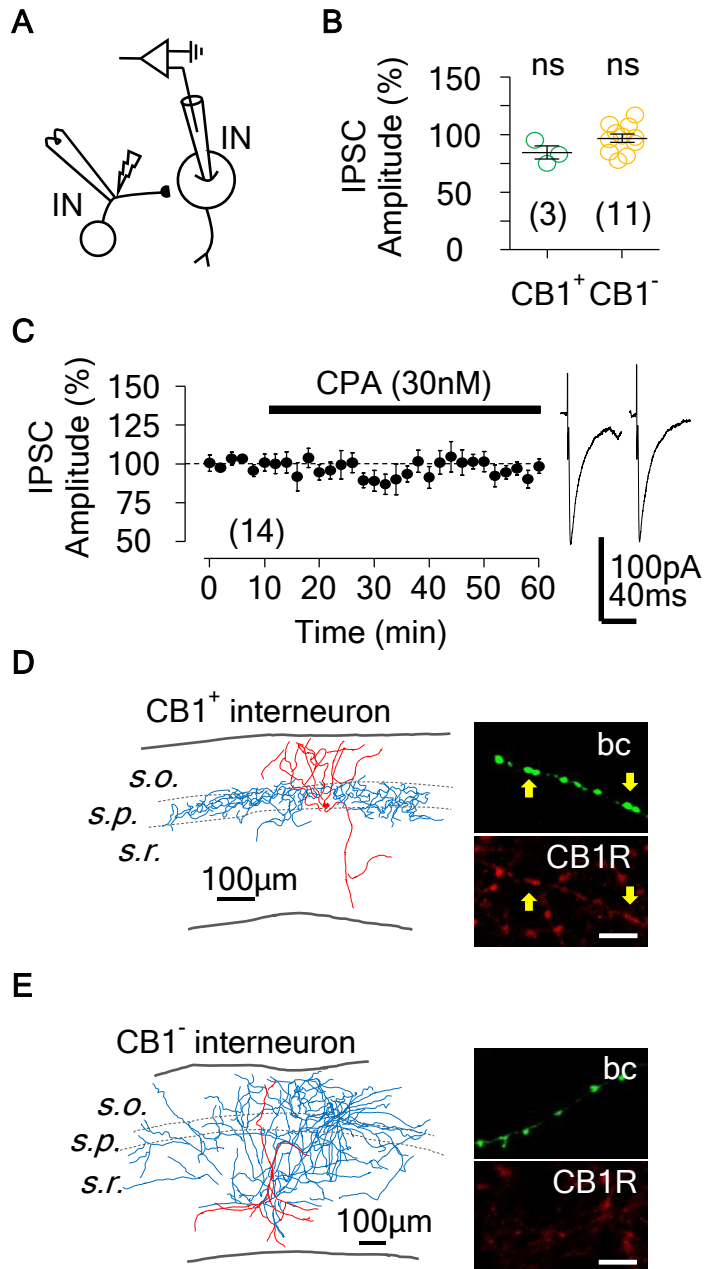 A
IN
IN
B
ns ns
IPSC
Amplitude (%)
150
100
50
0
(3) (11)
CB1+ CB1-
C
IPSC
Amplitude (%)
150
125
100
75
50
CPA (30nM)
(14)
0 10 20 30 40 50 60
Time (min)
100pA
40ms
D
CB1+ interneuron
s.o.
s.p.
s.r.
100µm
bc
CB1R
E
CB1- interneuron
s.o.
s.p.
s.r.
100µm
bc
CB1R